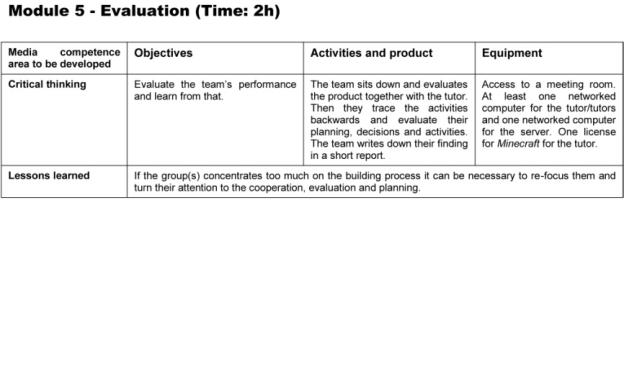 Module 5 - Evaluation (Time: 2h)
Media competence area to be developed
Objectives
Activities and product
Equipment
Critical thinking
Evaluate the team's performance
and learn from that.
The team sits down and evaluates
the product together with the tutor.
Then they trace the activities
backwards and evaluate their
planning, decisions and activities.
The team writes down their finding
in a short report.
Access to a meeting room.
At least one networked
computer for the tutor/tutors
and one networked computer
for the server. One license
for Minecraft for the tutor.
Lessons learned
If the group(s) concentrates too much on the building process it can be necessary to re-focus them and
turn their attention to the cooperation, evaluation and planning.